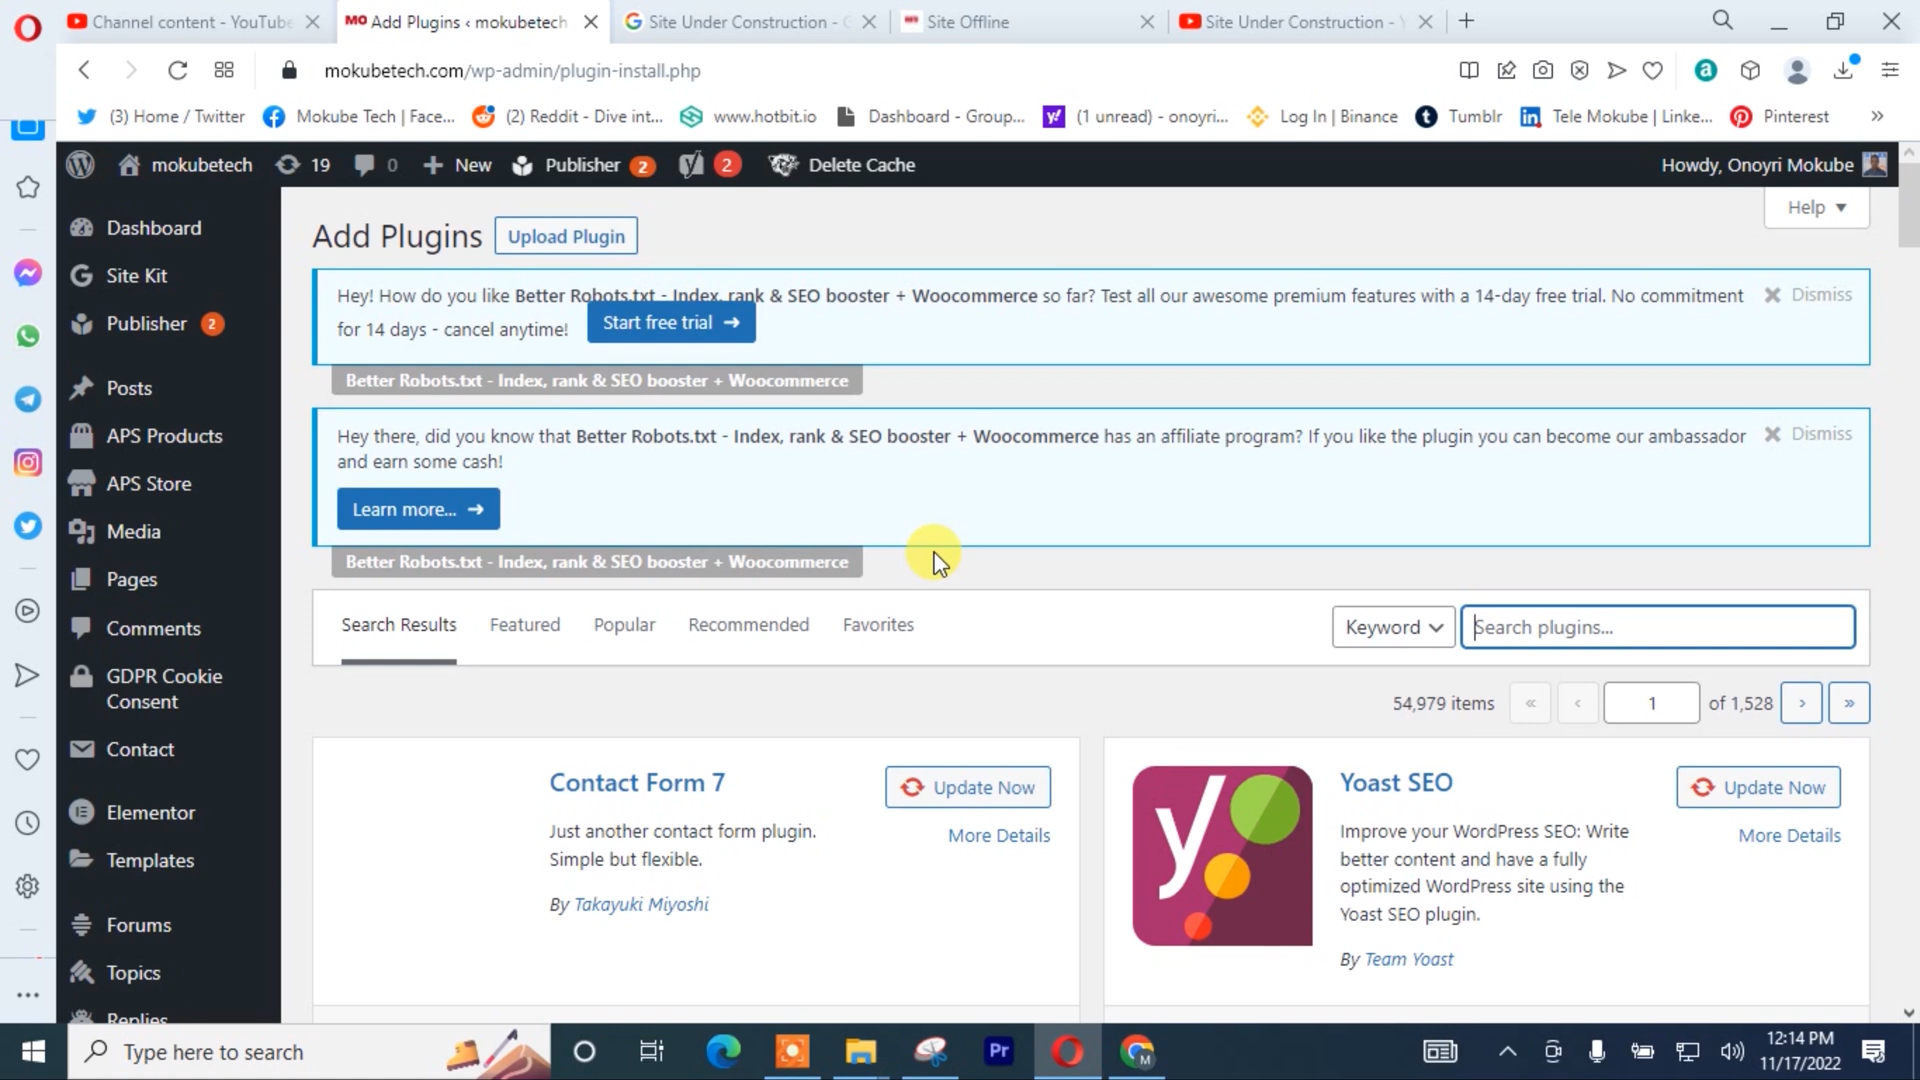 Channel content - YouTube
MO Add Plugins ‹ mokubetech
Site Under Construction - G
Site Offline
Site Under Construction - Y
mokubetech.com/wp-admin/plugin-install.php
(3) Home / Twitter
Mokube Tech | Face...
(2) Reddit - Dive int...
www.hotbit.io
Dashboard - Group...
(1 unread) - onoyri...
Log In | Binance
Tumblr
Tele Mokube | Linke...
Pinterest
»
mokubetech
19
0
New
Publisher 2
2
Delete Cache
Howdy, Onoyri Mokube
Dashboard
Site Kit
Publisher 2
Posts
APS Products
APS Store
Media
Pages
Comments
GDPR Cookie
Consent
Contact
Elementor
Templates
Forums
Topics
Replies
Help
Add Plugins
Upload Plugin
Hey! How do you like Better Robots.txt - Index, rank & SEO booster + Woocommerce so far? Test all our awesome premium features with a 14-day free trial. No commitment
for 14 days - cancel anytime! Start free trial →
Dismiss
Better Robots.txt - Index, rank & SEO booster + Woocommerce
Hey there, did you know that Better Robots.txt - Index, rank & SEO booster + Woocommerce has an affiliate program? If you like the plugin you can become our ambassador
and earn some cash!
Dismiss
Learn more... →
Better Robots.txt - Index, rank & SEO booster + Woocommerce
Search Results
Featured
Popular
Recommended
Favorites
Keyword
Search plugins...
54,979 items « ‹ 1 of 1,528 › »
Contact Form 7
Update Now
More Details
Just another contact form plugin.
Simple but flexible.
By Takayuki Miyoshi
Yoast SEO
Update Now
More Details
Improve your WordPress SEO: Write
better content and have a fully
optimized WordPress site using the
Yoast SEO plugin.
By Team Yoast
Type here to search
Pr
12:14 PM
11/17/2022